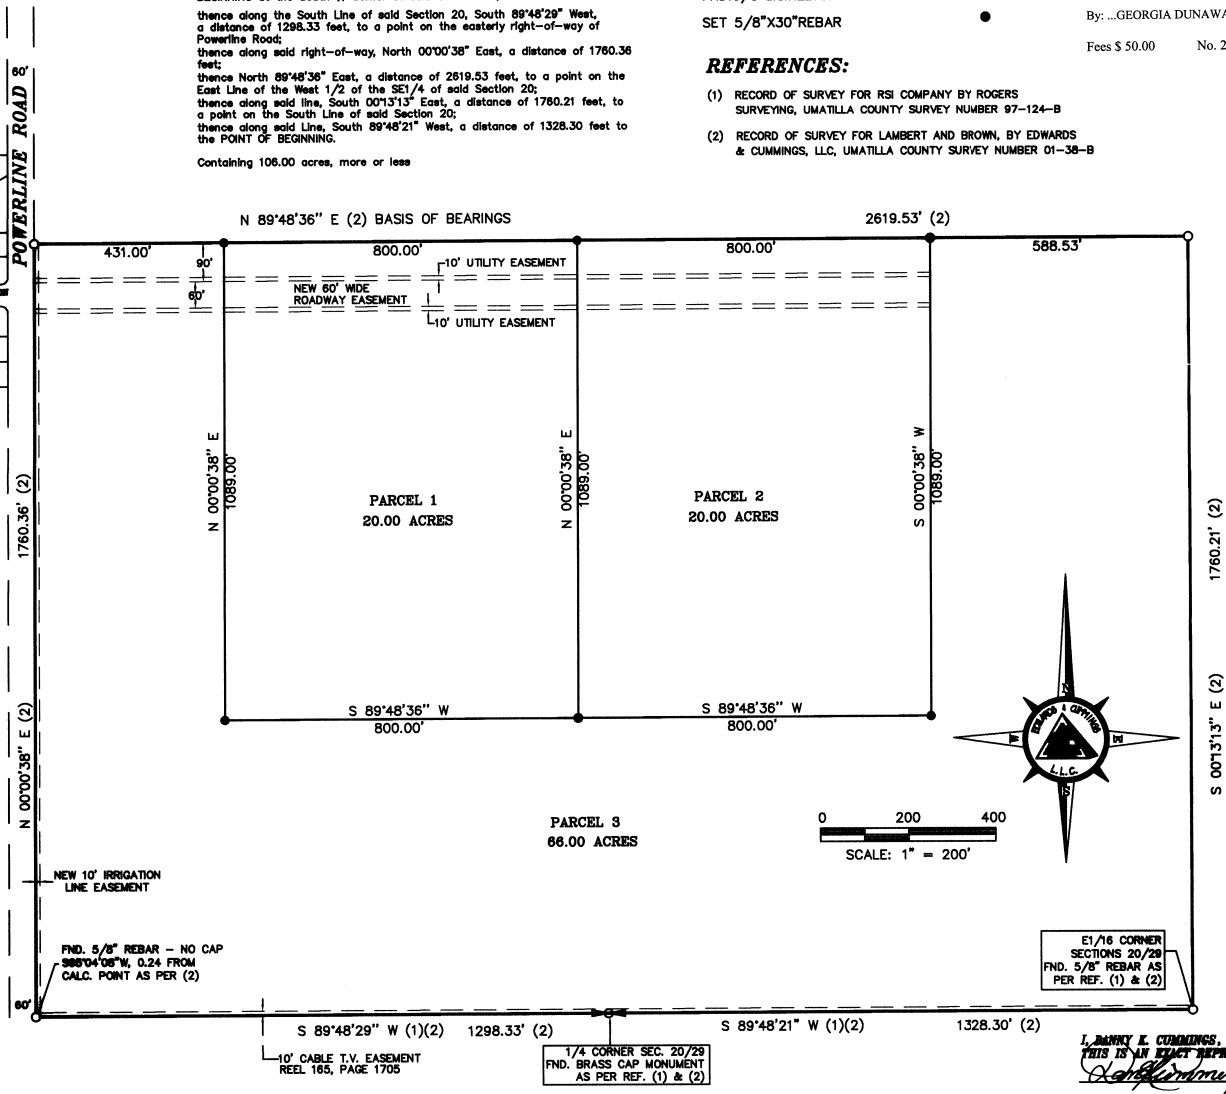 thence along the South Line of said Section 20, South 89°48'29" West,
a distance of 1298.33 feet, to a point on the easterly right-of-way of
Powerline Road;
thence along said right-of-way, North 00°00'38" East, a distance of 1760.36
feet;
thence North 89°48'36" East, a distance of 2619.53 feet, to a point on the
East Line of the West 1/2 of the SE1/4 of said Section 20;
thence along said line, South 00°13'13" East, a distance of 1760.21 feet, to
a point on the South Line of said Section 20;
thence along said Line, South 89°48'21" West, a distance of 1328.30 feet to
the POINT OF BEGINNING.
Containing 106.00 acres, more or less
SET 5/8"X30"REBAR
REFERENCES:
(1) RECORD OF SURVEY FOR RSI COMPANY BY ROGERS
SURVEYING, UMATILLA COUNTY SURVEY NUMBER 97-124-B
(2) RECORD OF SURVEY FOR LAMBERT AND BROWN, BY EDWARDS
& CUMMINGS, LLC, UMATILLA COUNTY SURVEY NUMBER 01-38-B
By: ...GEORGIA DUNAWA
Fees $ 50.00 No. 2
60'
POWERLINE ROAD
N 89°48'36" E (2) BASIS OF BEARINGS
2619.53' (2)
431.00'
800.00'
800.00'
588.53'
90'
10' UTILITY EASEMENT
60'
NEW 60' WIDE
ROADWAY EASEMENT
10' UTILITY EASEMENT
N 00°00'38" E
1089.00'
N 00°00'38" E
1089.00'
S 00°00'38" W
1089.00'
PARCEL 1
20.00 ACRES
PARCEL 2
20.00 ACRES
1760.36' (2)
N 00°00'38" E (2)
1760.21' (2)
S 00°13'13" E (2)
S 89°48'36" W
800.00'
S 89°48'36" W
800.00'
N
W
E
S
EDWARDS & CUMMINGS
L.L.C.
PARCEL 3
66.00 ACRES
0 200 400
SCALE: 1" = 200'
NEW 10' IRRIGATION
LINE EASEMENT
FND. 5/8" REBAR - NO CAP
W, 0.24 FROM
CALC. POINT AS PER (2)
E1/16 CORNER
SECTIONS 20/29
FND. 5/8" REBAR AS
PER REF. (1) & (2)
60'
S 89°48'29" W (1)(2) 1298.33' (2)
S 89°48'21" W (1)(2) 1328.30' (2)
10' CABLE T.V. EASEMENT
REEL 165, PAGE 1705
1/4 CORNER SEC. 20/29
FND. BRASS CAP MONUMENT
AS PER REF. (1) & (2)
I, DANNY K. CUMMINGS,
THIS IS AN EXACT REPR